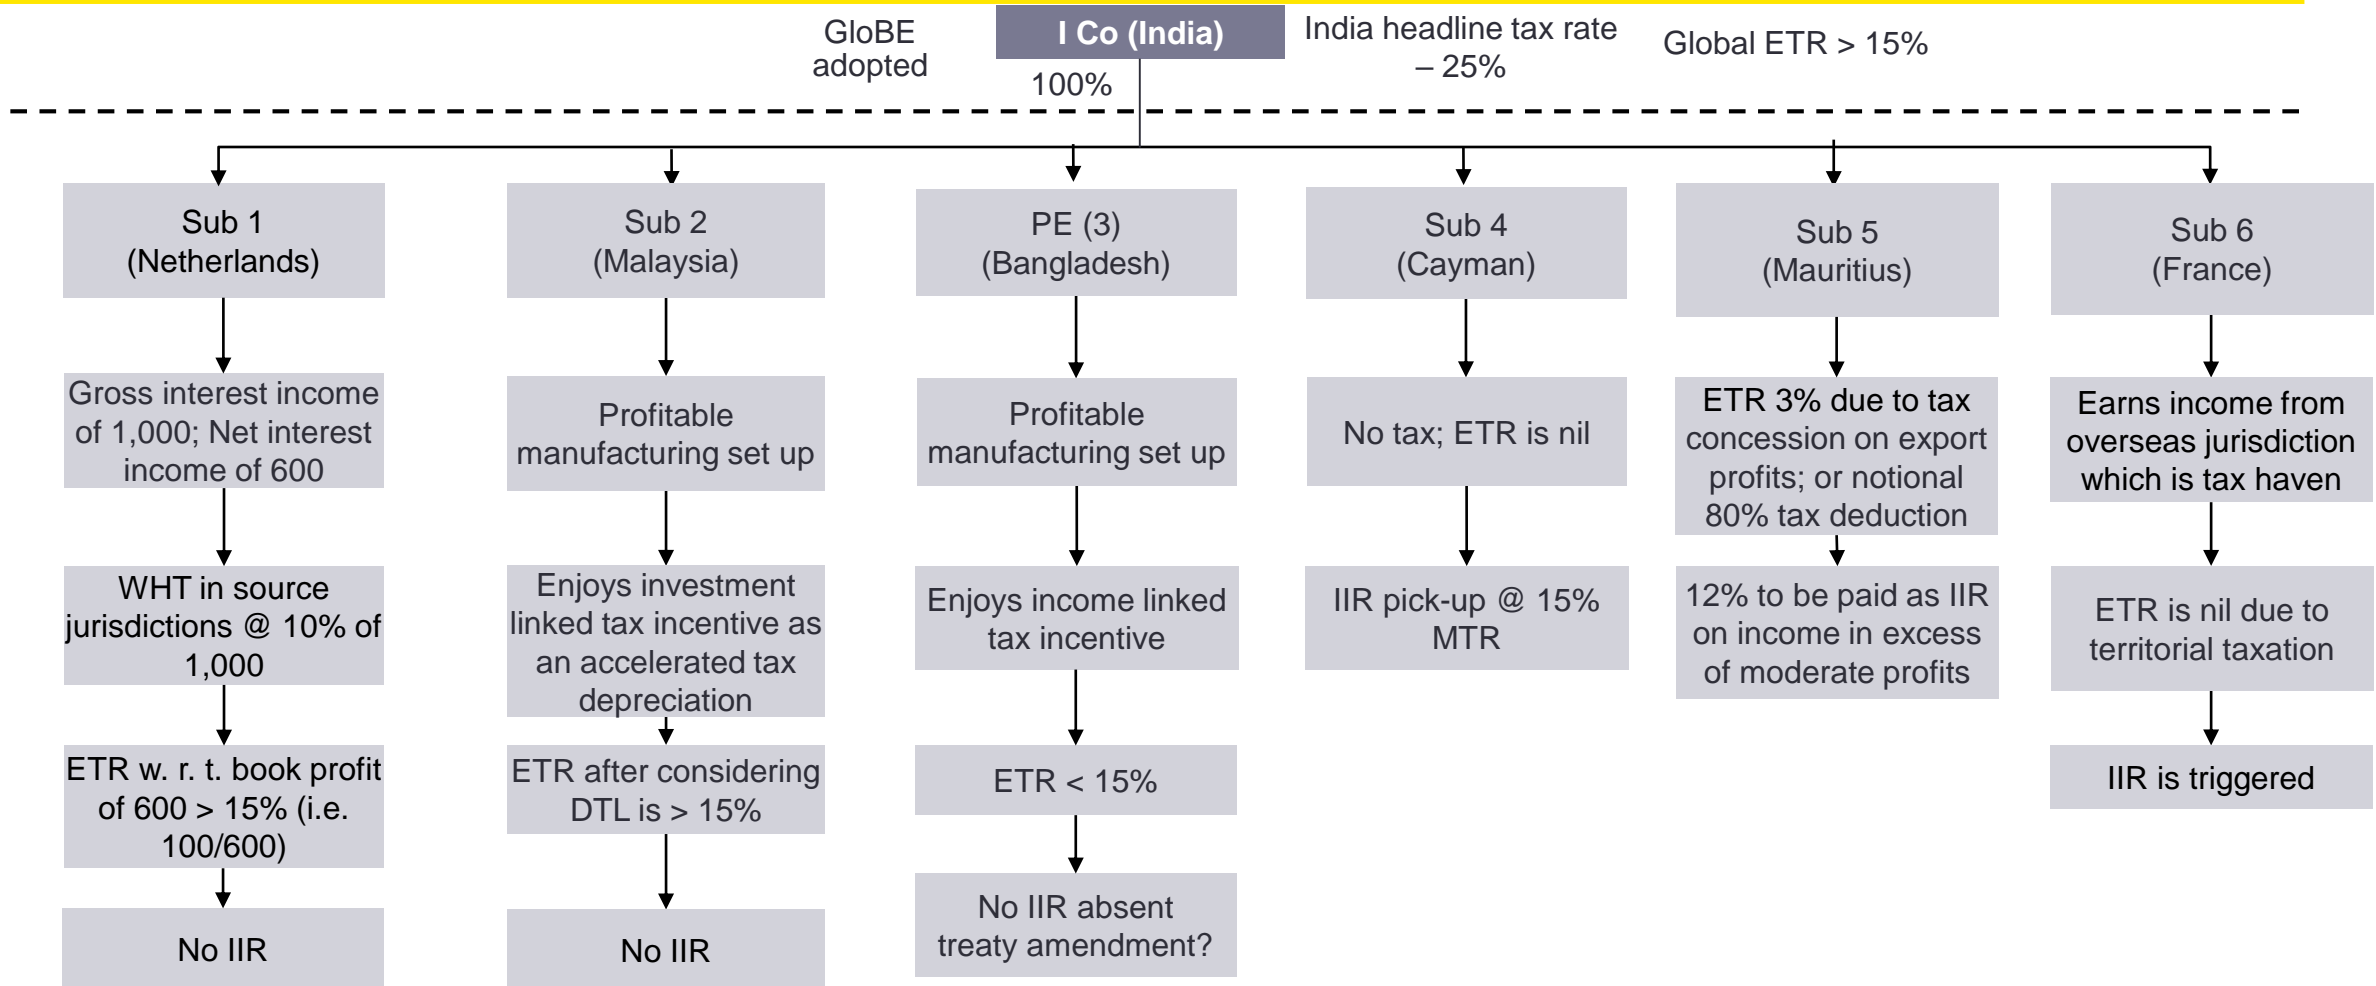 GloBE
adopted
I Co (India)
100%
India headline tax rate
– 25%
Global ETR > 15%
Sub 1
(Netherlands)
Gross interest income
of 1,000; Net interest
income of 600
WHT in source
jurisdictions @ 10% of
1,000
ETR w. r. t. book profit
of 600 > 15% (i.e.
100/600)
No IIR
Sub 2
(Malaysia)
Profitable
manufacturing set up
Enjoys investment
linked tax incentive as
an accelerated tax
depreciation
ETR after considering
DTL is > 15%
No IIR
PE (3)
(Bangladesh)
Profitable
manufacturing set up
Enjoys income linked
tax incentive
ETR < 15%
No IIR absent
treaty amendment?
Sub 4
(Cayman)
No tax; ETR is nil
IIR pick-up @ 15%
MTR
Sub 5
(Mauritius)
ETR 3% due to tax
concession on export
profits; or notional
80% tax deduction
12% to be paid as IIR
on income in excess
of moderate profits
Sub 6
(France)
Earns income from
overseas jurisdiction
which is tax haven
ETR is nil due to
territorial taxation
IIR is triggered